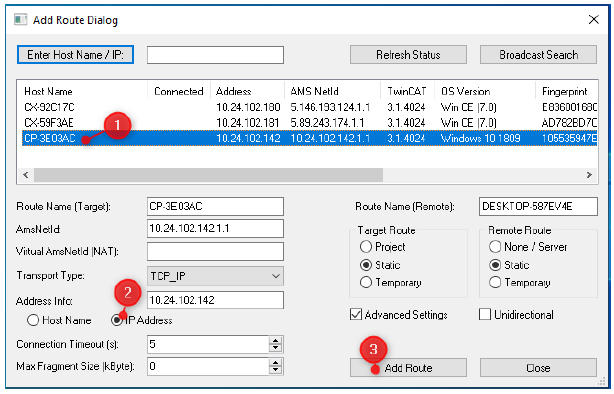 Add Route Dialog
Enter Host Name / IP: Refresh Status Broadcast Search
Host Name Connected Address AMS NetId TwinCAT OS Version Fingerprint
CX-92C17C 10.24.102.180 5.146.193.124.1.1 3.1.4024 Win CE (7.0) E836001680
CX-59F3AE 10.24.102.181 5.89.243.174.1.1 3.1.4024 Win CE (7.0) AD782BD7C
CP-3E03AC 10.24.102.142 10.24.102.142.1.1 3.1.4024 Windows 10 1809 105535947E
1
Route Name (Target): CP-3E03AC Route Name (Remote): DESKTOP-587EV4E
AmsNetId: 10.24.102.142.1.1 Target Route Remote Route
Virtual AmsNetId (NAT): Project None / Server
Transport Type: TCP_IP Static Static
Address Info: 10.24.102.142 Temporary Temporary
2
Host Name IP Address Advanced Settings Unidirectional
Connection Timeout (s): 5
3
Max Fragment Size (kByte): 0 Add Route Close